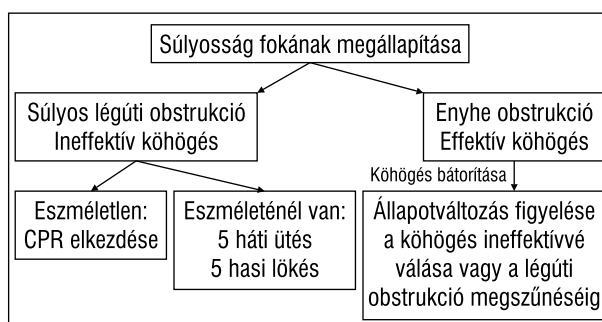 Súlyosság fokának megállapítása
Súlyos légúti obstrukció
Ineffektív köhögés
Enyhe obstrukció
Effektív köhögés
Köhögés bátorítása
Eszméletlen:
CPR elkezdése
Eszméleténél van:
5 háti ütés
5 hasi lökés
Állapotváltozás figyelése
a köhögés ineffektívvé
válása vagy a légúti
obstrukció megszűnéséig